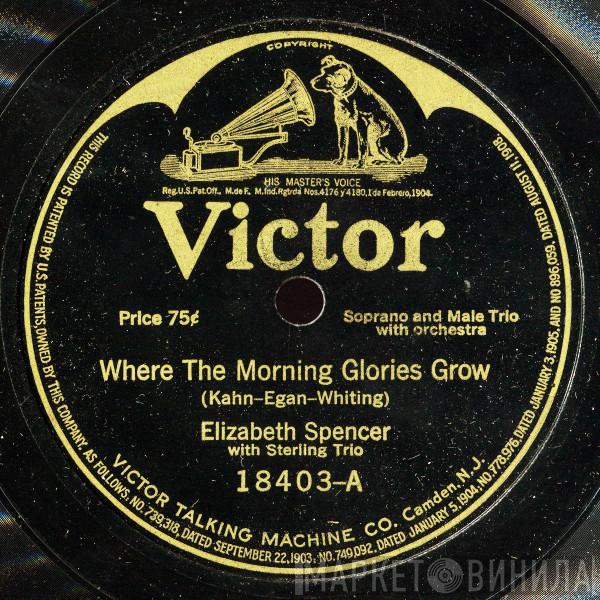 COPYRIGHT
HIS MASTER'S VOICE
Reg.U.S.Pat.Off. M.de F. M.Ind.Rgtrda Nos.4176 y 4180,1 de Febrero,1904.
Victor
Price 75¢
Soprano and Male Trio
with orchestra
Where The Morning Glories Grow
(Kahn-Egan-Whiting)
Elizabeth Spencer
with Sterling Trio
18403-A
VICTOR TALKING MACHINE CO. Camden, N.J.
THIS RECORD IS PATENTED BY U.S. PATENTS, OWNED BY THIS COMPANY, AS FOLLOWS. NO. 739,318, DATED SEPTEMBER 22, 1903; NO. 749,092, DATED JANUARY 5, 1904; NO. 778,976, DATED JANUARY 3, 1905, AND NO 896,059, DATED AUGUST 11, 1908.
МАРКЕТ ВИНИЛА